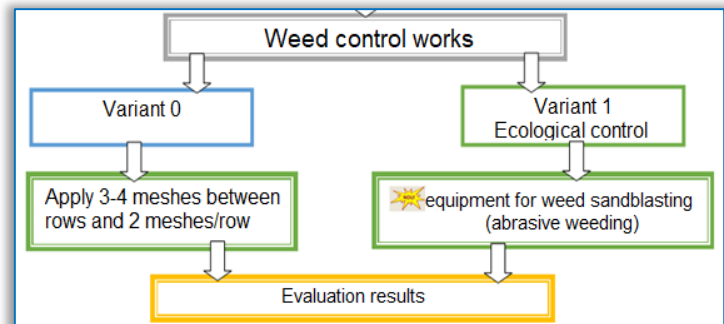 Weed control works
Variant 0
Variant 1
Ecological control
Apply 3-4 meshes between
rows and 2 meshes/row
equipment for weed sandblasting
(abrasive weeding)
Evaluation results